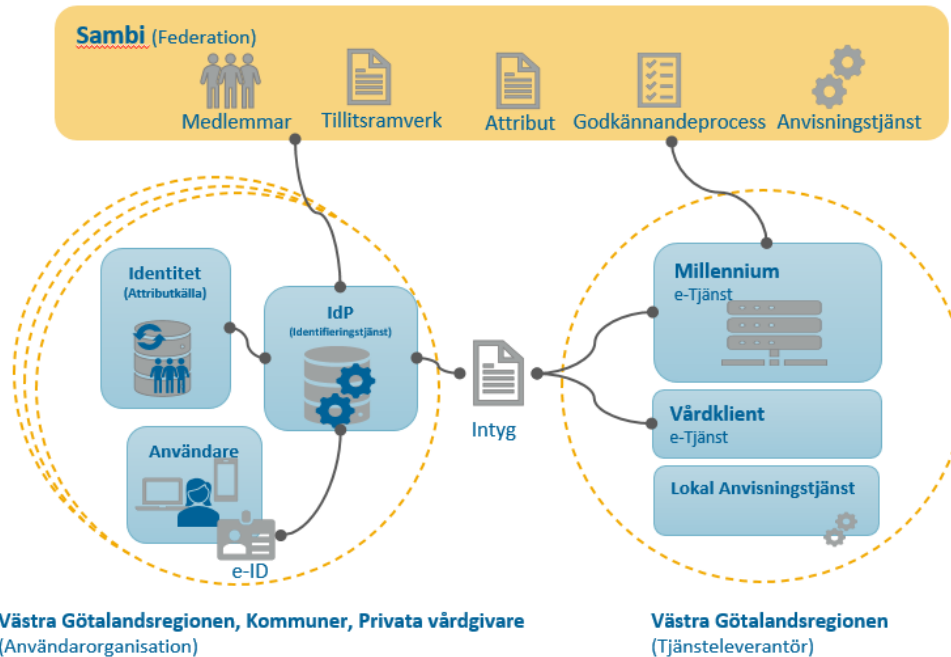 Sambi (Federation)
Medlemmar
Tillitsramverk
Attribut
Godkännandeprocess
Anvisningstjänst
Identitet
(Attributkälla)
IdP
(Identifieringstjänst)
Användare
e-ID
Intyg
Millennium
e-Tjänst
Vårdklient
e-Tjänst
Lokal Anvisningstjänst
Västra Götalandsregionen, Kommuner, Privata vårdgivare
(Användarorganisation)
Västra Götalandsregionen
(Tjänsteleverantör)